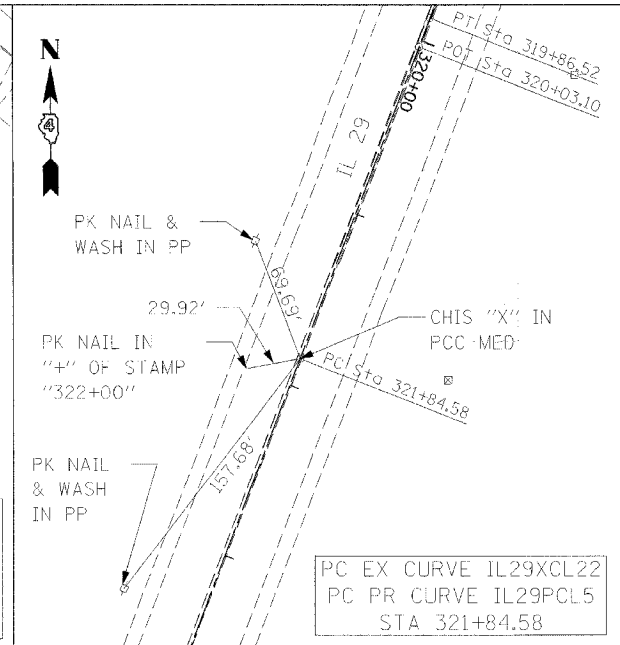 N
4
PT Sta 319+86.52
POT Sta 320+03.10
320+00
IL 29
PK NAIL &
WASH IN PP
69.69'
29.92'
CHIS "X" IN
PCC MED
PK NAIL IN
"+" OF STAMP
"322+00"
PC Sta 321+84.58
157.68'
PK NAIL
& WASH
IN PP
PC EX CURVE IL29XCL22
PC PR CURVE IL29PCL5
STA 321+84.58